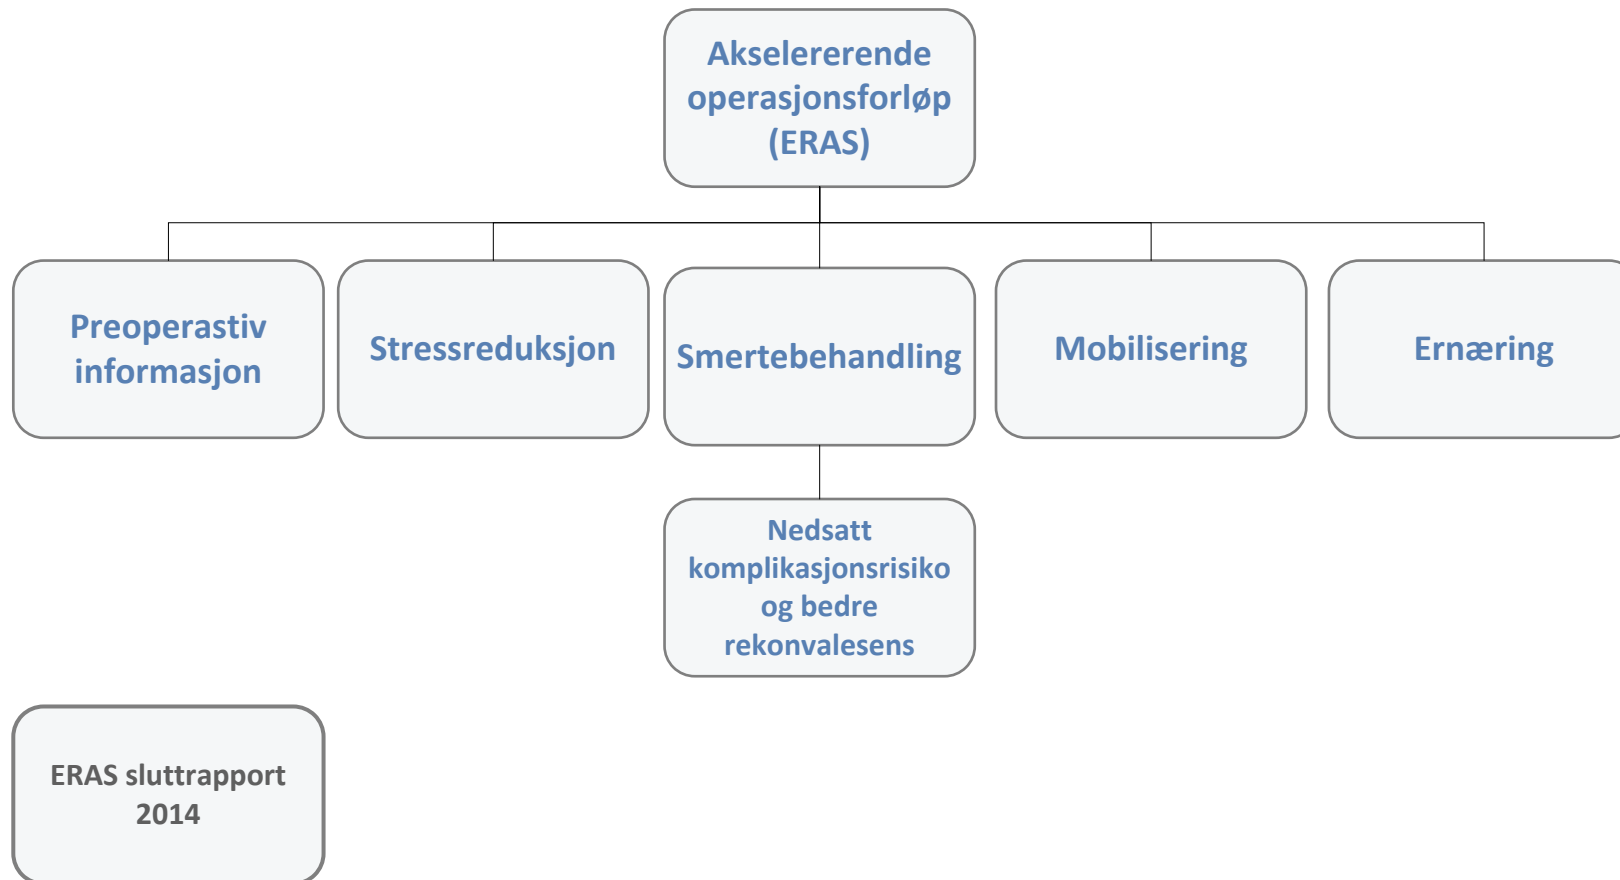 Akselererende
operasjonsforløp
(ERAS)
Preoperastiv
informasjon
Stressreduksjon
Smertebehandling
Mobilisering
Ernæring
Nedsatt
komplikasjonsrisiko
og bedre
rekonvalesens
ERAS sluttrapport
2014